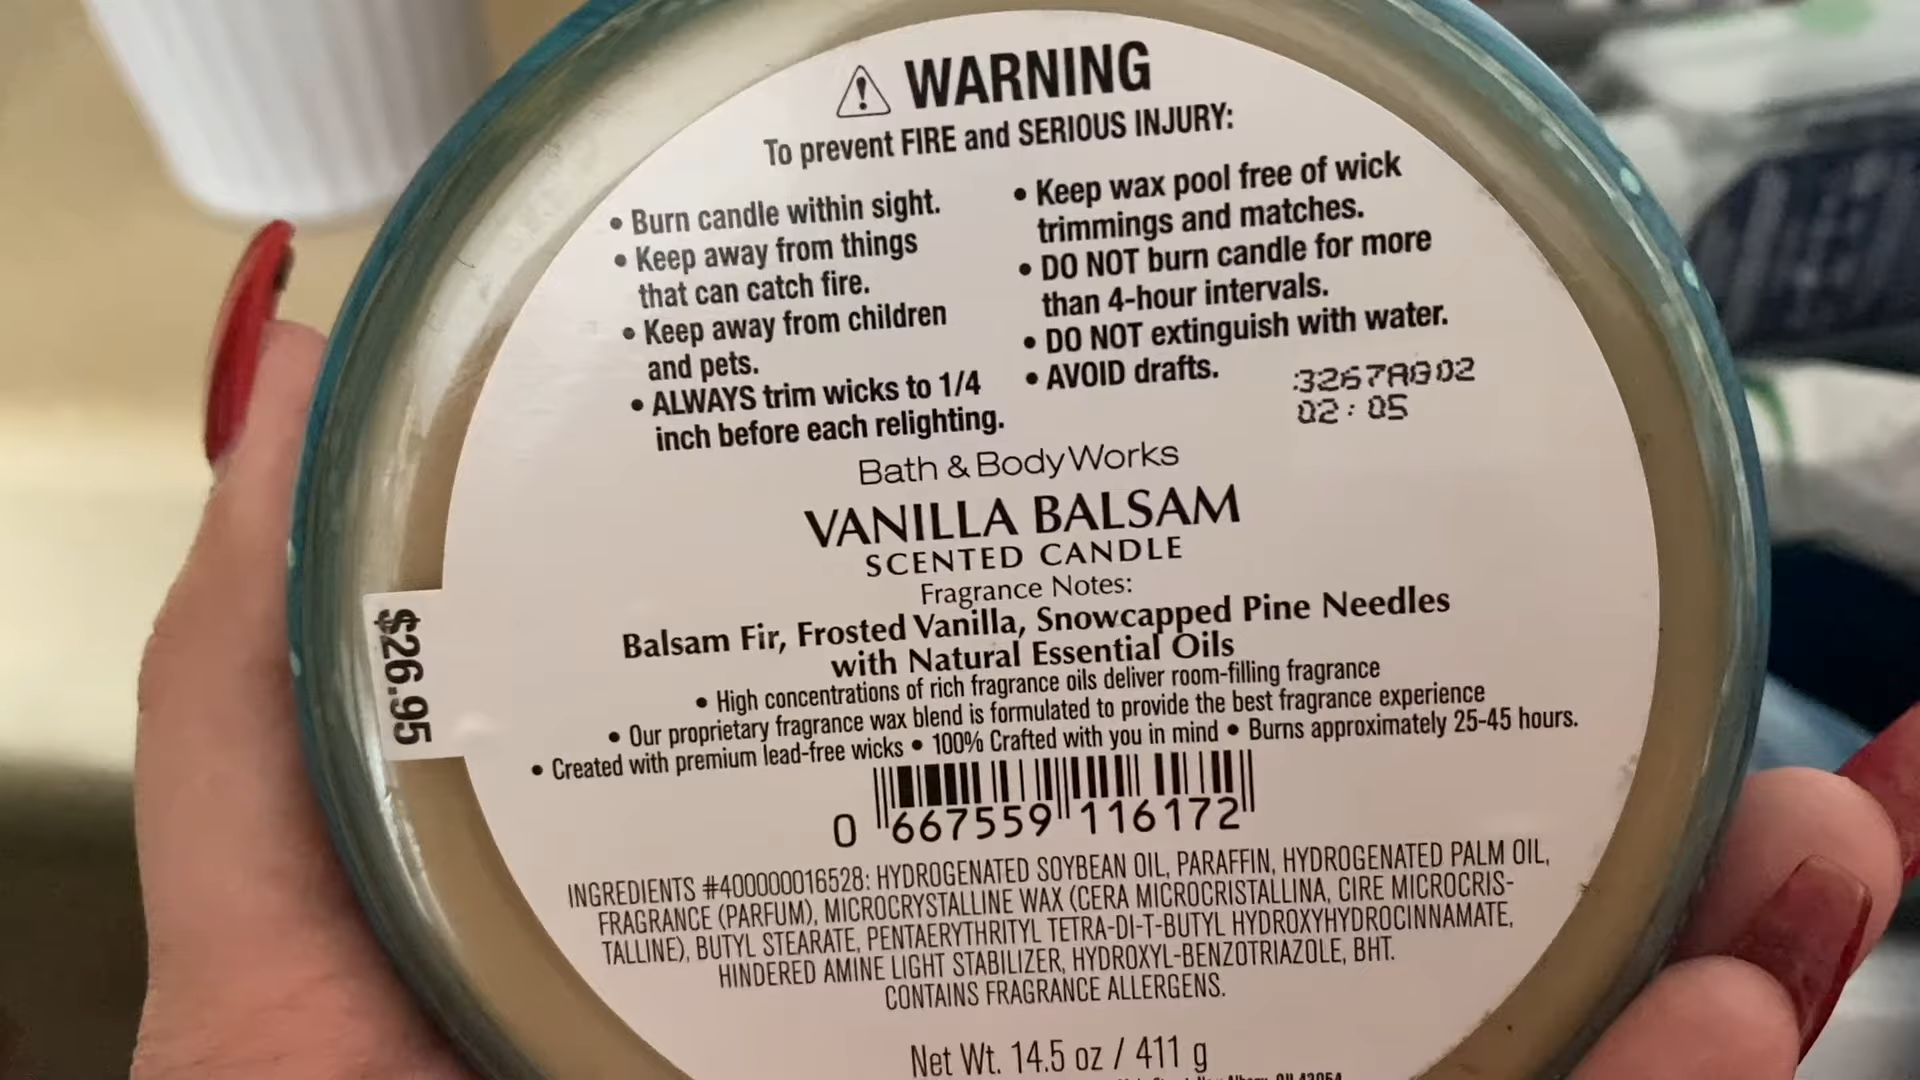 WARNING
To prevent FIRE and SERIOUS INJURY:
• Burn candle within sight.
• Keep away from things
that can catch fire.
• Keep away from children
and pets.
• ALWAYS trim wicks to 1/4
inch before each relighting.
• Keep wax pool free of wick
trimmings and matches.
• DO NOT burn candle for more
than 4-hour intervals.
• DO NOT extinguish with water.
• AVOID drafts.
3267AG02
02:05
Bath & Body Works
VANILLA BALSAM
SCENTED CANDLE
Fragrance Notes:
Balsam Fir, Frosted Vanilla, Snowcapped Pine Needles
with Natural Essential Oils
• High concentrations of rich fragrance oils deliver room-filling fragrance
• Our proprietary fragrance wax blend is formulated to provide the best fragrance experience
• Created with premium lead-free wicks • 100% Crafted with you in mind • Burns approximately 25-45 hours.
$26.95
0 667559 116172
INGREDIENTS #400000016528: HYDROGENATED SOYBEAN OIL, PARAFFIN, HYDROGENATED PALM OIL,
FRAGRANCE (PARFUM), MICROCRYSTALLINE WAX (CERA MICROCRISTALLINA, CIRE MICROCRIS-
TALLINE), BUTYL STEARATE, PENTAERYTHRITYL TETRA-DI-T-BUTYL HYDROXYHYDROCINNAMATE,
HINDERED AMINE LIGHT STABILIZER, HYDROXYL-BENZOTRIAZOLE, BHT.
CONTAINS FRAGRANCE ALLERGENS.
Net Wt. 14.5 oz / 411 g